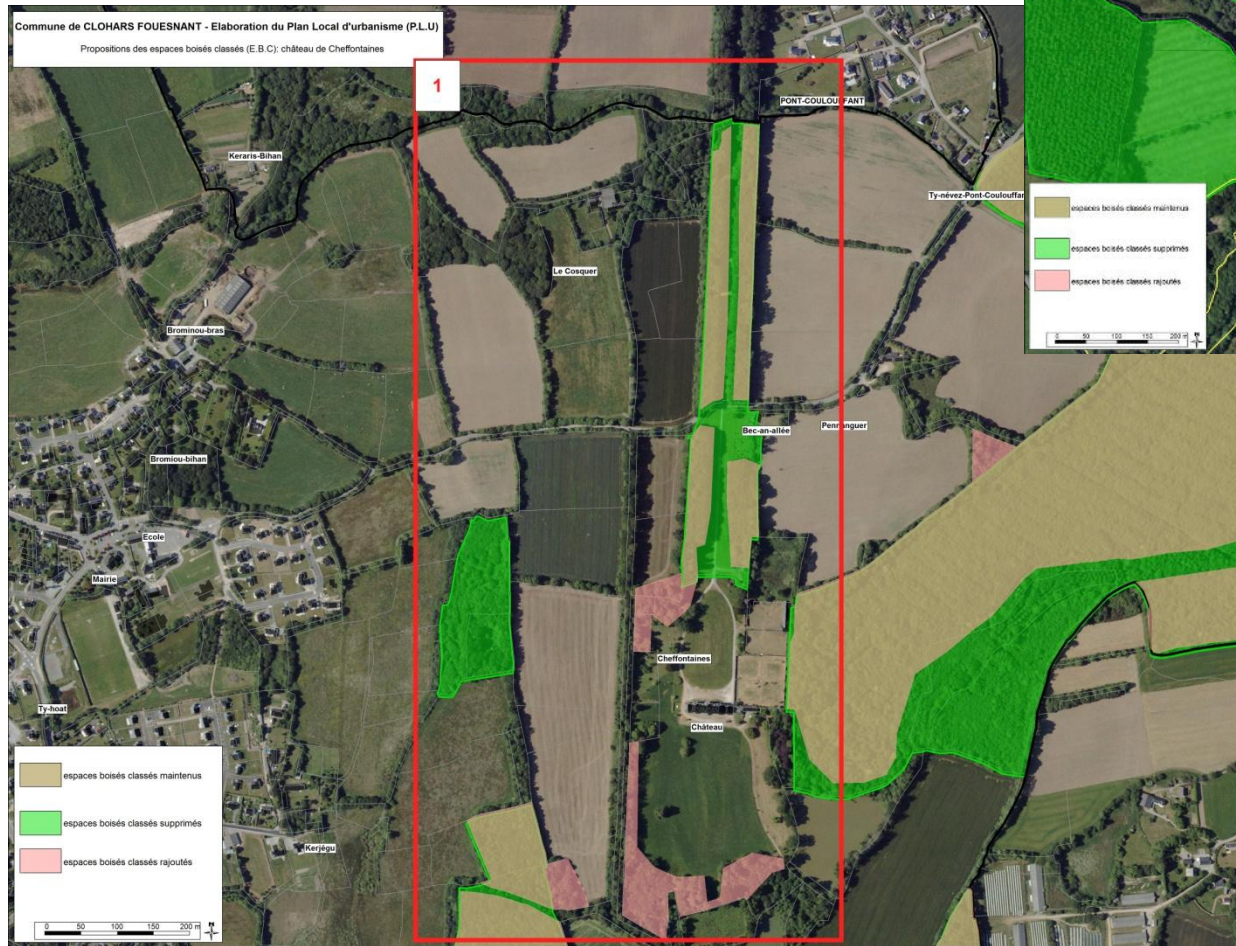 Commune de CLOHARS FOUESNANT - Elaboration du Plan Local d'urbanisme (P.L.U)
Propositions des espaces boisés classés (E.B.C): château de Cheffontaines
1
PONT-COULOUFFANT
Keraris-Bihan
Ty-névez-Pont-Coulouffar
espaces boisés classés maintenus
espaces boisés classés supprimés
espaces boisés classés rajoutés
0 50 100 150 200 m
N
Le Cosquer
Brominou-bras
Bec-an-allée
Penranguer
Bromiou-bihan
Ecole
Mairie
Cheffontaines
Ty-hoat
Château
espaces boisés classés maintenus
espaces boisés classés supprimés
espaces boisés classés rajoutés
Kerjégu
0 50 100 150 200 m
N